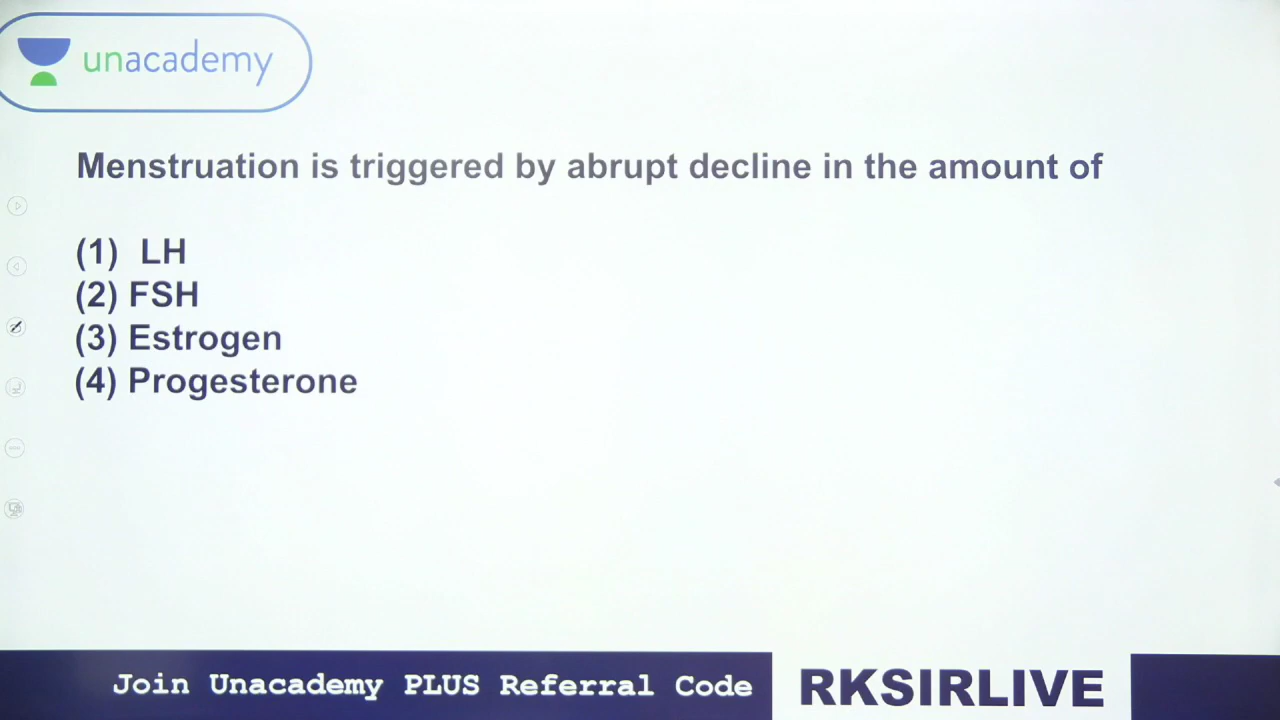 unacademy
Menstruation is triggered by abrupt decline in the amount of
(1) LH
(2) FSH
(3) Estrogen
(4) Progesterone
Join Unacademy PLUS Referral Code
RKSIRLIVE